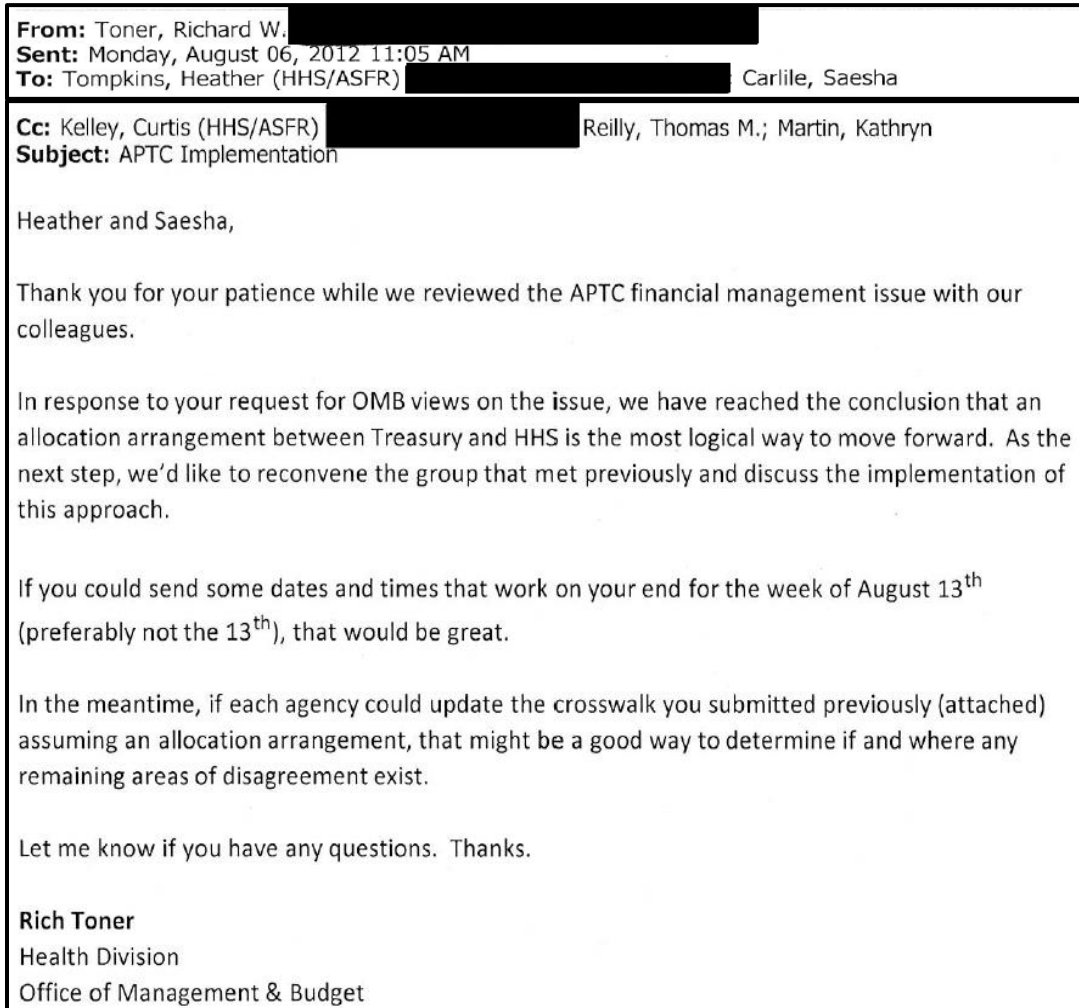 From: Toner, Richard W.
Sent: Monday, August 06, 2012 11:05 AM
To: Tompkins, Heather (HHS/ASFR) Carlile, Saesha
Cc: Kelley, Curtis (HHS/ASFR) Reilly, Thomas M.; Martin, Kathryn
Subject: APTC Implementation
Heather and Saesha,
Thank you for your patience while we reviewed the APTC financial management issue with our
colleagues.
In response to your request for OMB views on the issue, we have reached the conclusion that an
allocation arrangement between Treasury and HHS is the most logical way to move forward. As the
next step, we'd like to reconvene the group that met previously and discuss the implementation of
this approach.
If you could send some dates and times that work on your end for the week of August 13th
(preferably not the 13th), that would be great.
In the meantime, if each agency could update the crosswalk you submitted previously (attached)
assuming an allocation arrangement, that might be a good way to determine if and where any
remaining areas of disagreement exist.
Let me know if you have any questions. Thanks.
Rich Toner
Health Division
Office of Management & Budget